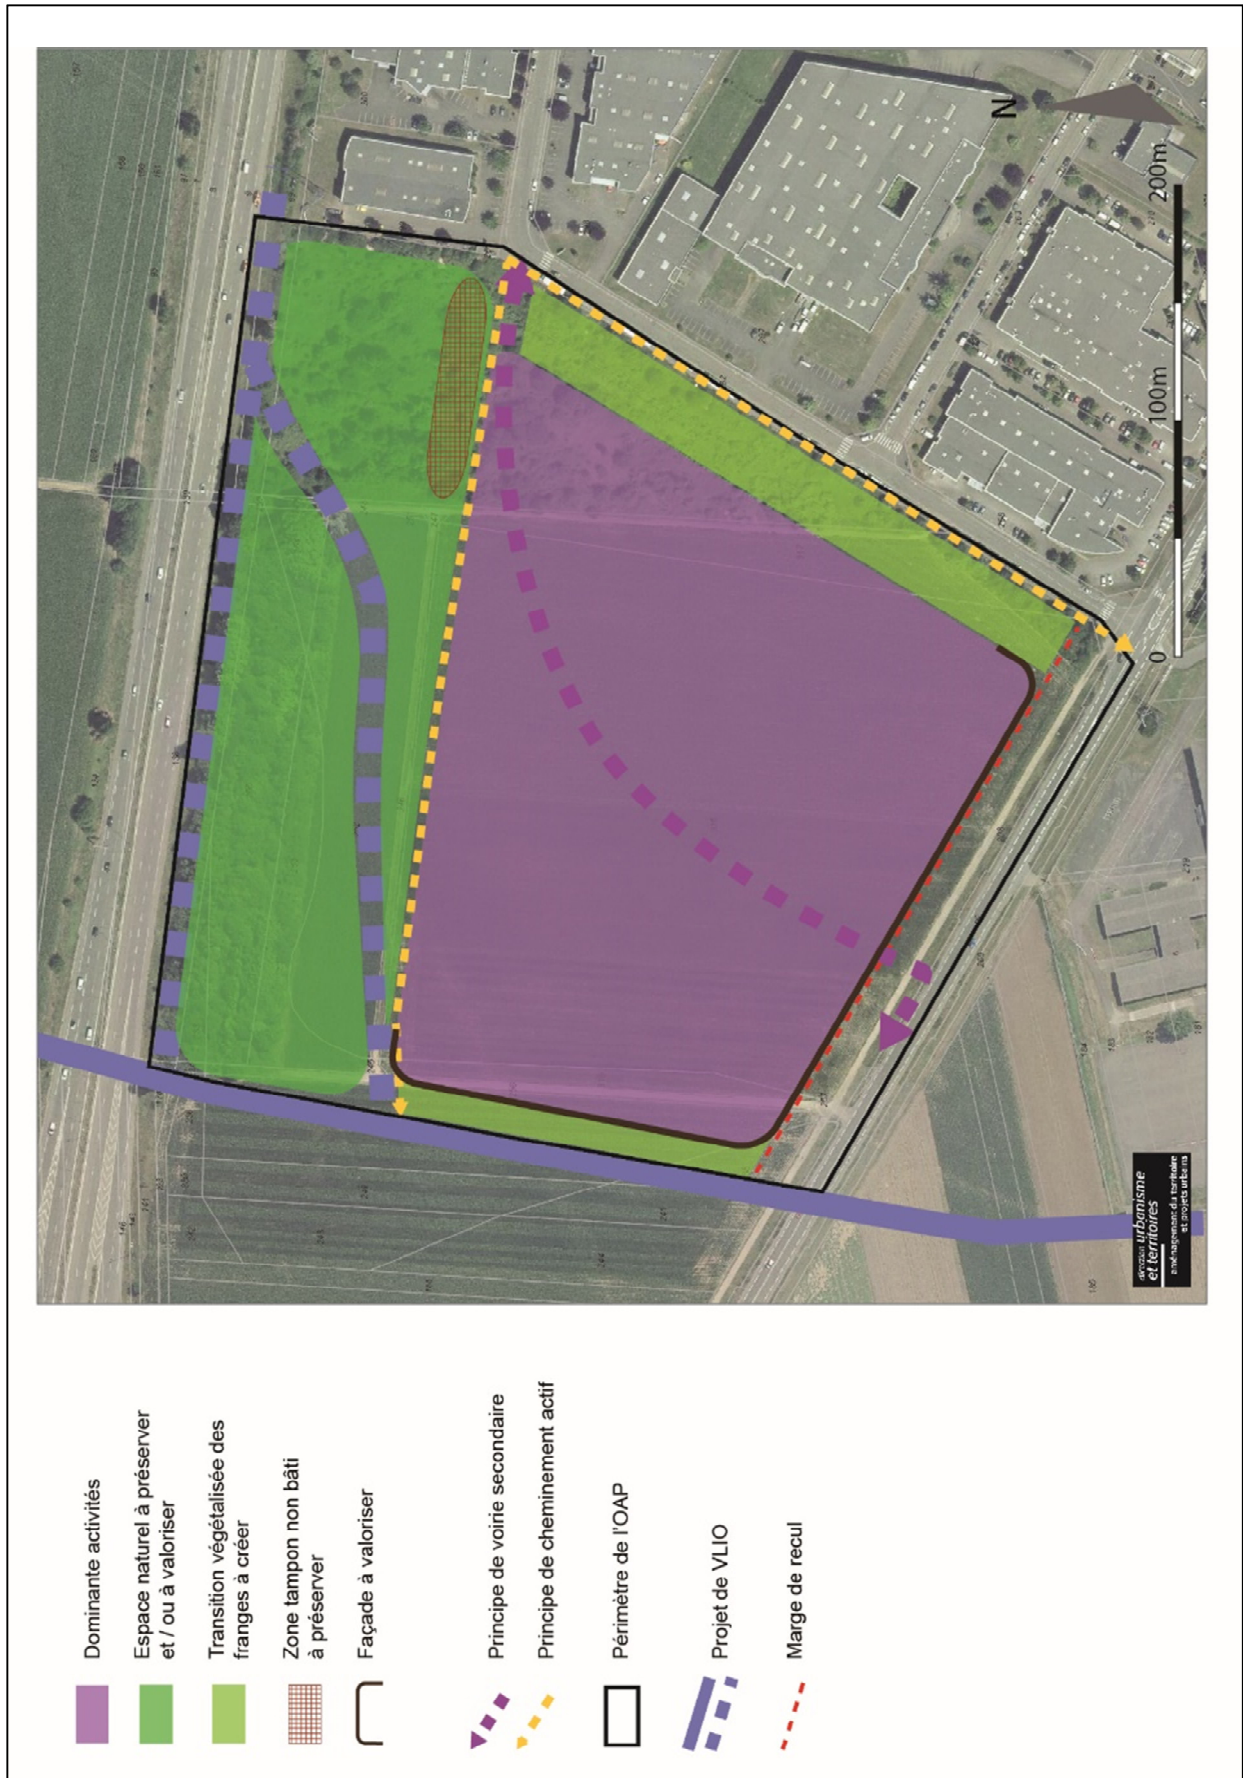 Dominante activités
Espace naturel à préserver
et / ou à valoriser
Transition végétalisée des
franges à créer
Zone tampon non bâti
à préserver
Façade à valoriser
Principe de voirie secondaire
Principe de cheminement actif
Périmètre de l'OAP
Projet de VLIO
Marge de recul
N
0
100m
200m
direction urbanisme
et territoires
aménagement du territoire
et projets urbains